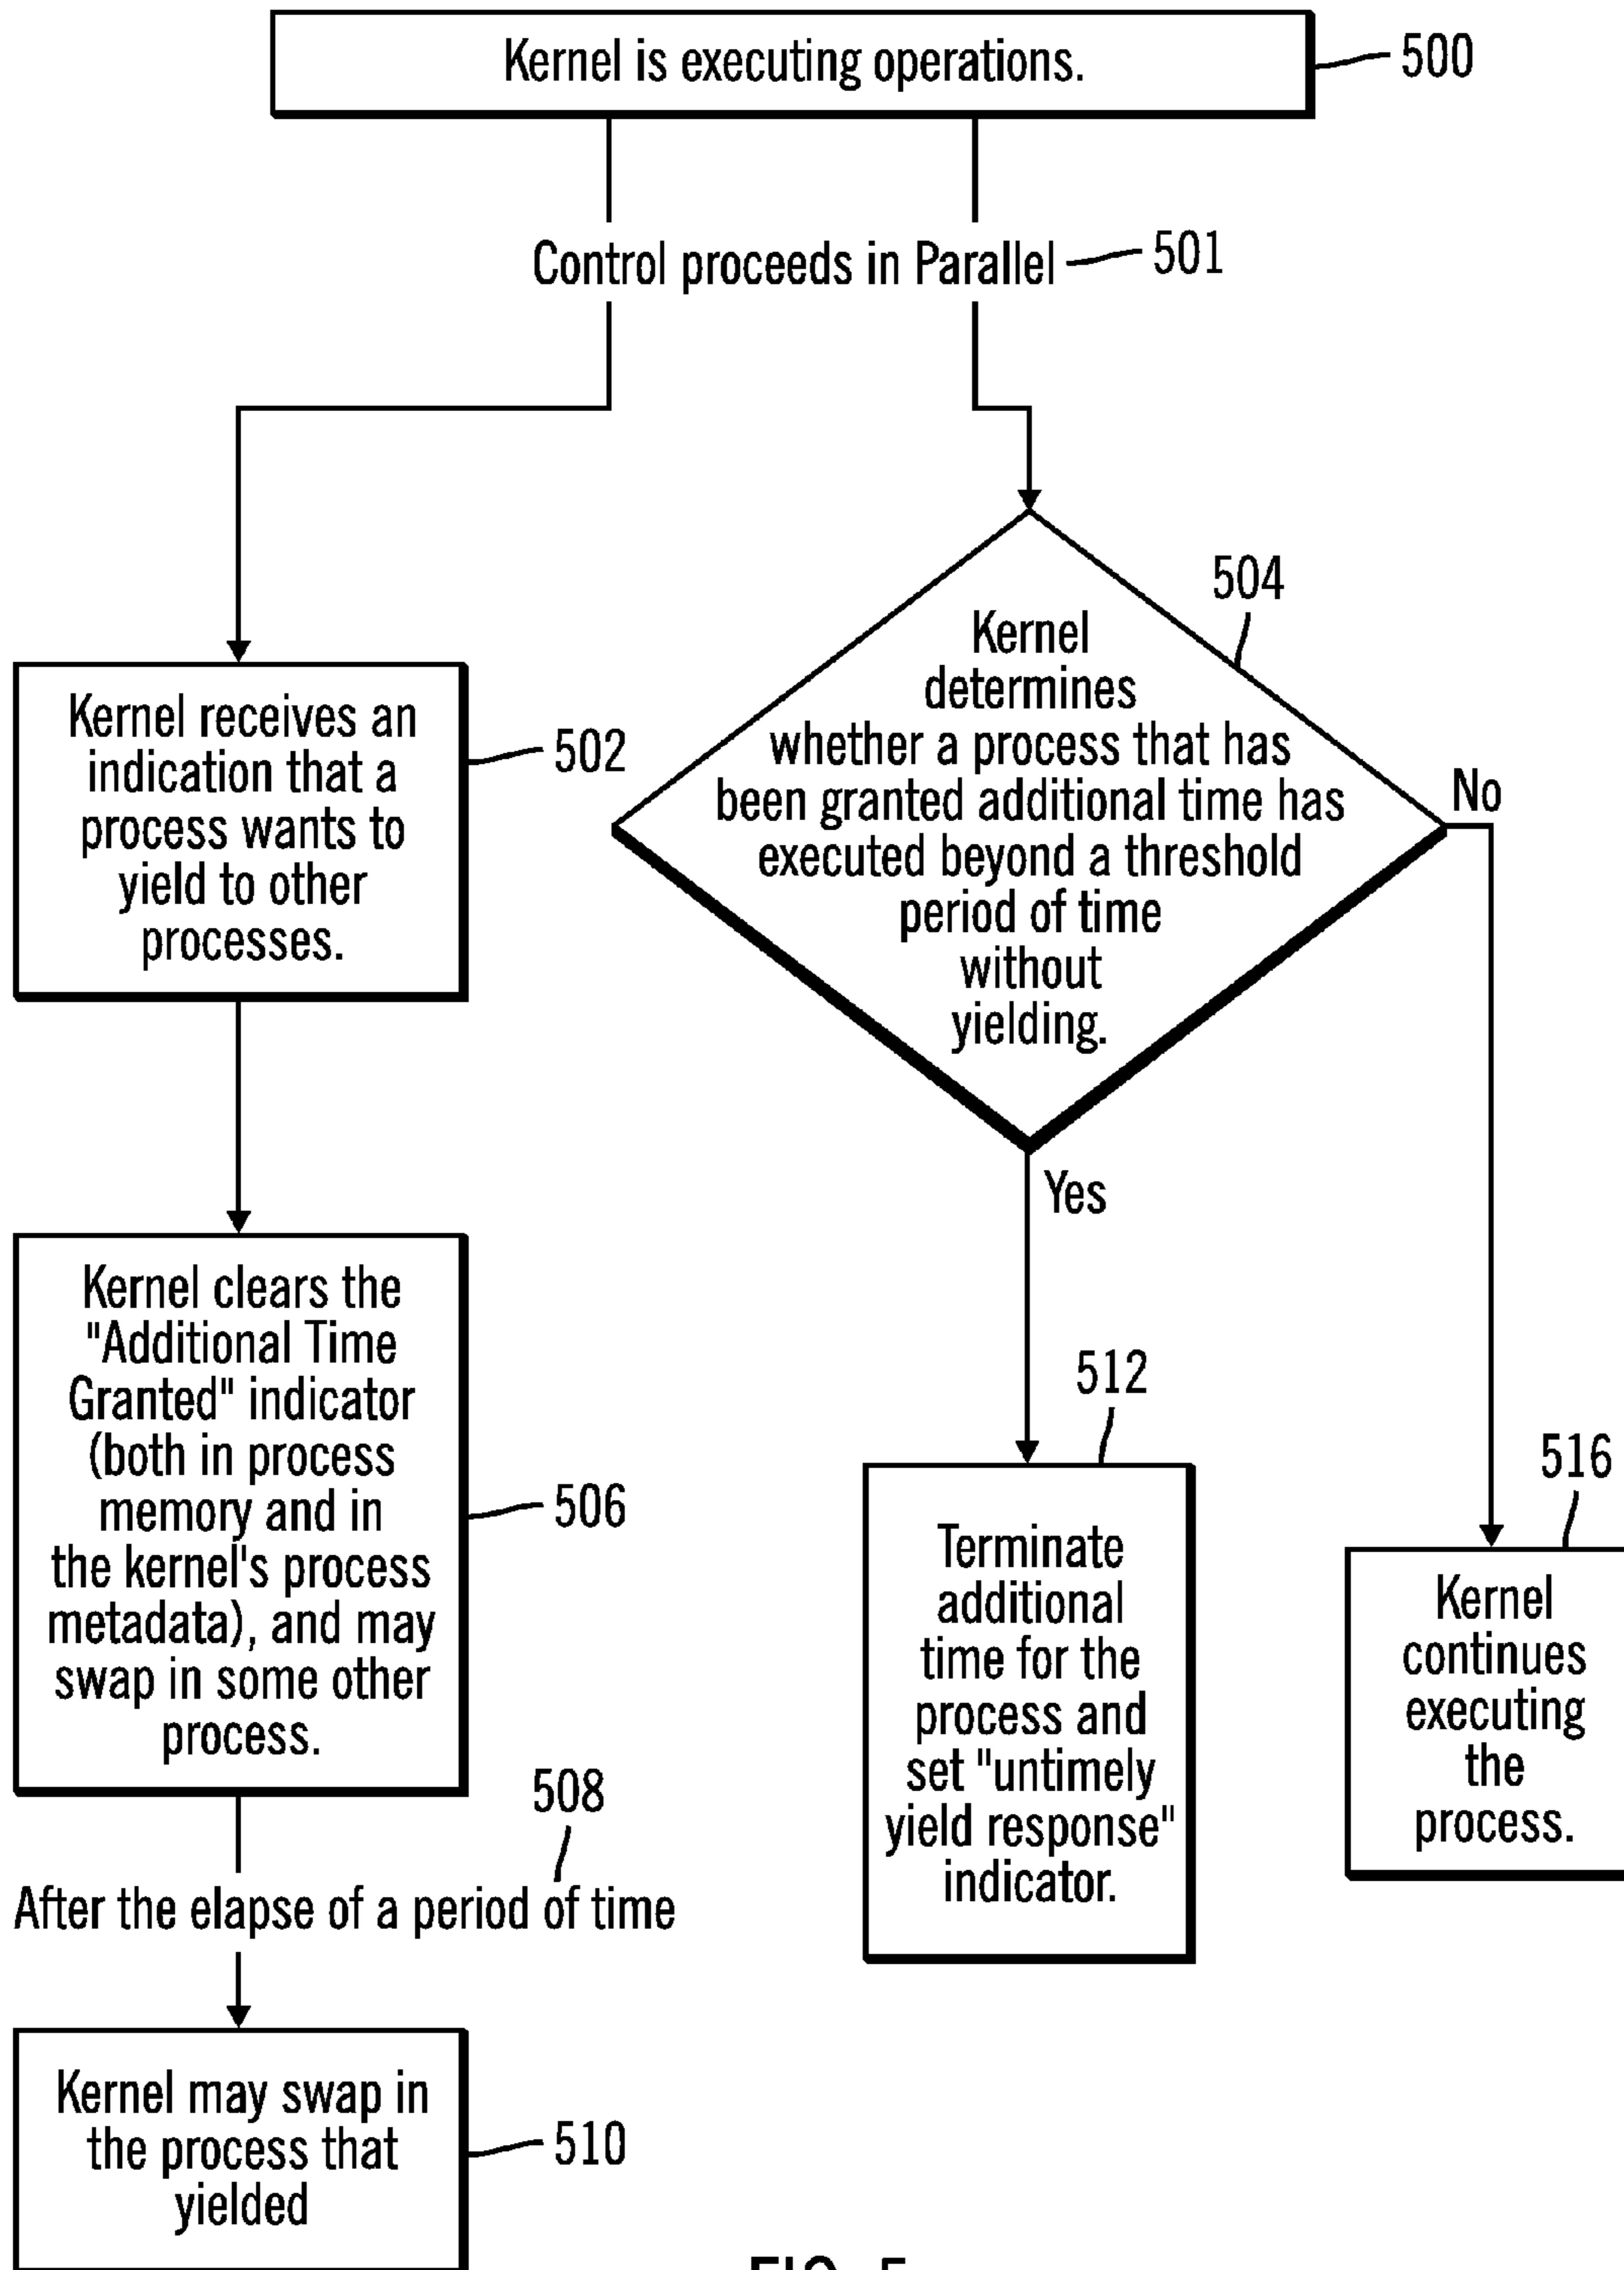 Kernel is executing operations.
500
Control proceeds in Parallel
501
Kernel receives an
indication that a
process wants to
yield to other
processes.
502
504
Kernel
determines
whether a process that has
been granted additional time has
executed beyond a threshold
period of time
without
yielding.
No
Yes
Kernel clears the
"Additional Time
Granted" indicator
(both in process
memory and in
the kernel's process
metadata), and may
swap in some other
process.
506
508
After the elapse of a period of time
Kernel may swap in
the process that
yielded
510
512
Terminate
additional
time for the
process and
set "untimely
yield response"
indicator.
516
Kernel
continues
executing
the
process.